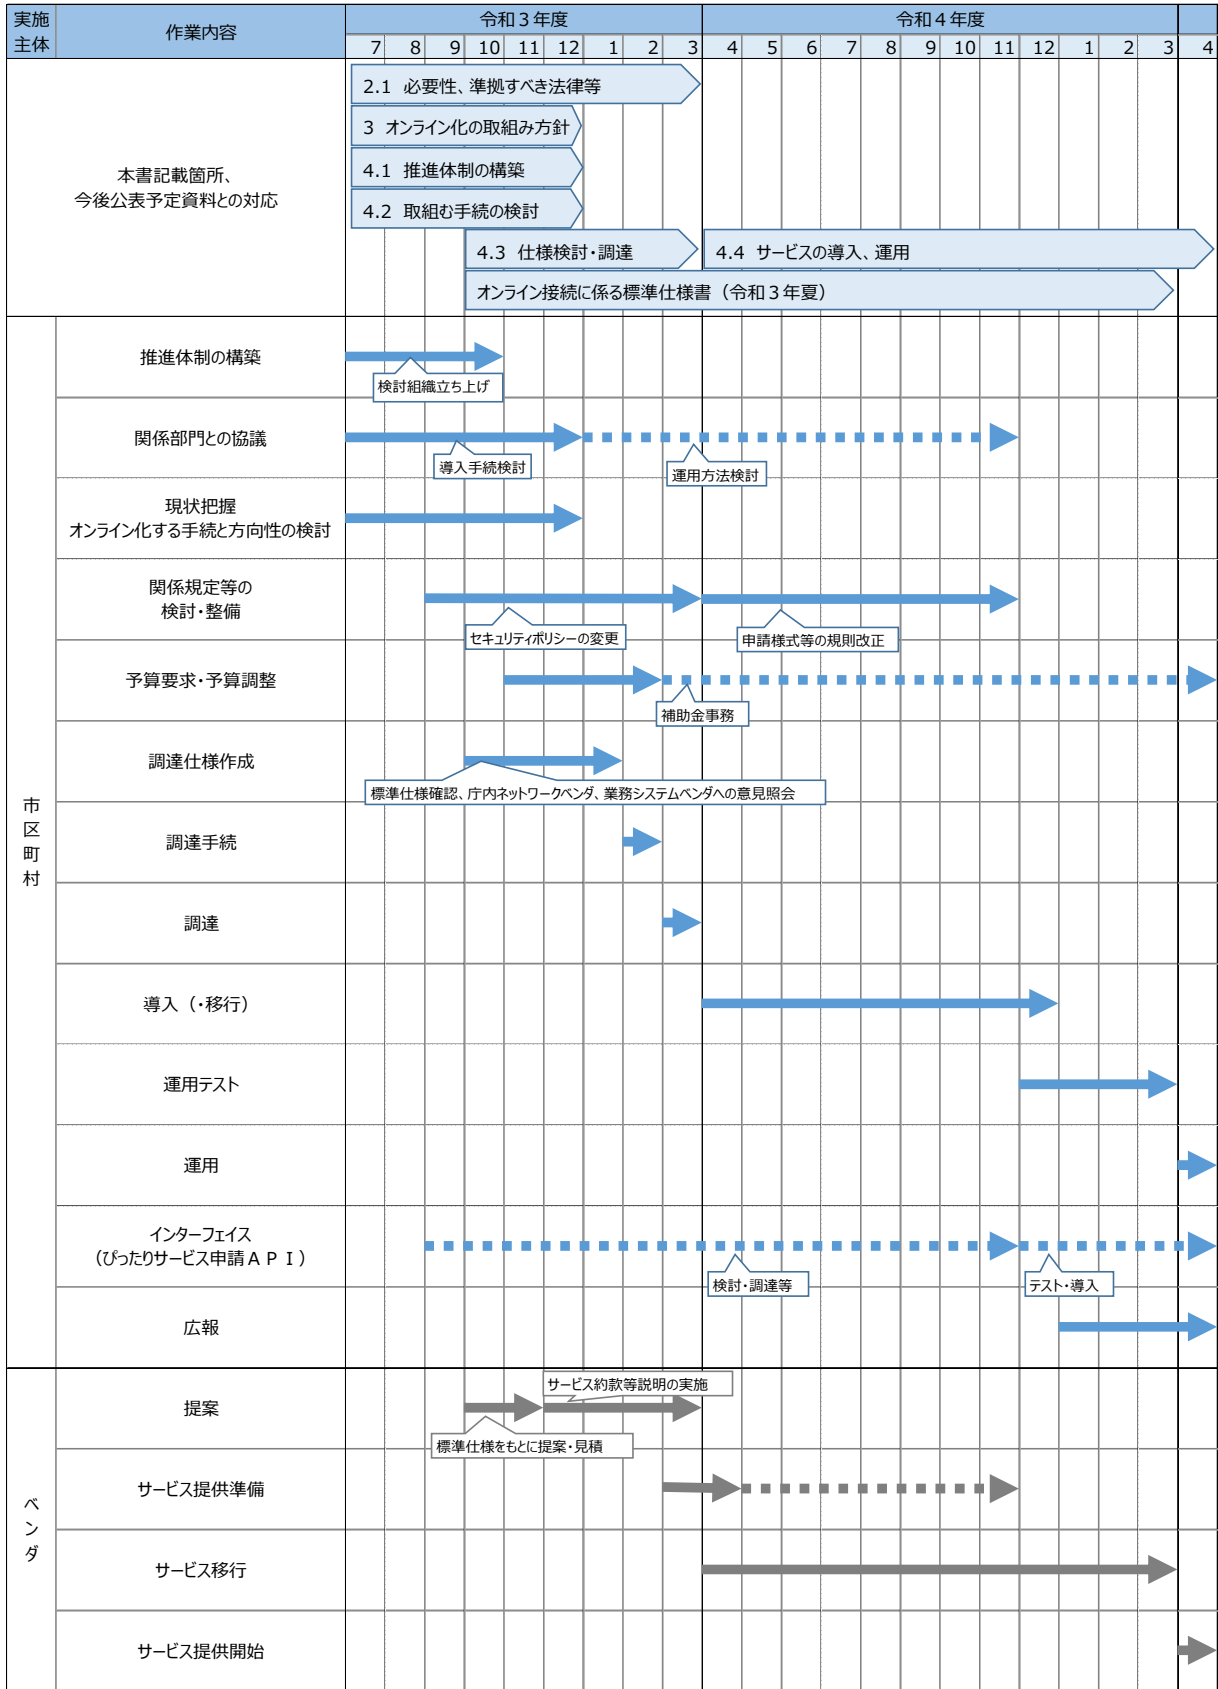 実施
主体
作業内容
令和３年度
令和４年度
7 8 9 10 11 12 1 2 3 4 5 6 7 8 9 10 11 12 1 2 3 4
本書記載箇所、
今後公表予定資料との対応
2.1 必要性、準拠すべき法律等
3 オンライン化の取組み方針
4.1 推進体制の構築
4.2 取組む手続の検討
4.3 仕様検討・調達
4.4 サービスの導入、運用
オンライン接続に係る標準仕様書（令和３年夏）
市区町村
推進体制の構築
検討組織立ち上げ
関係部門との協議
導入手続検討
運用方法検討
現状把握
オンライン化する手続と方向性の検討
関係規定等の
検討・整備
セキュリティポリシーの変更
申請様式等の規則改正
予算要求・予算調整
補助金事務
調達仕様作成
標準仕様確認、庁内ネットワークベンダ、業務システムベンダへの意見照会
調達手続
調達
導入（・移行）
運用テスト
運用
インターフェイス
（ぴったりサービス申請ＡＰＩ）
検討・調達等
テスト・導入
広報
ベンダ
提案
サービス約款等説明の実施
標準仕様をもとに提案・見積
サービス提供準備
サービス移行
サービス提供開始